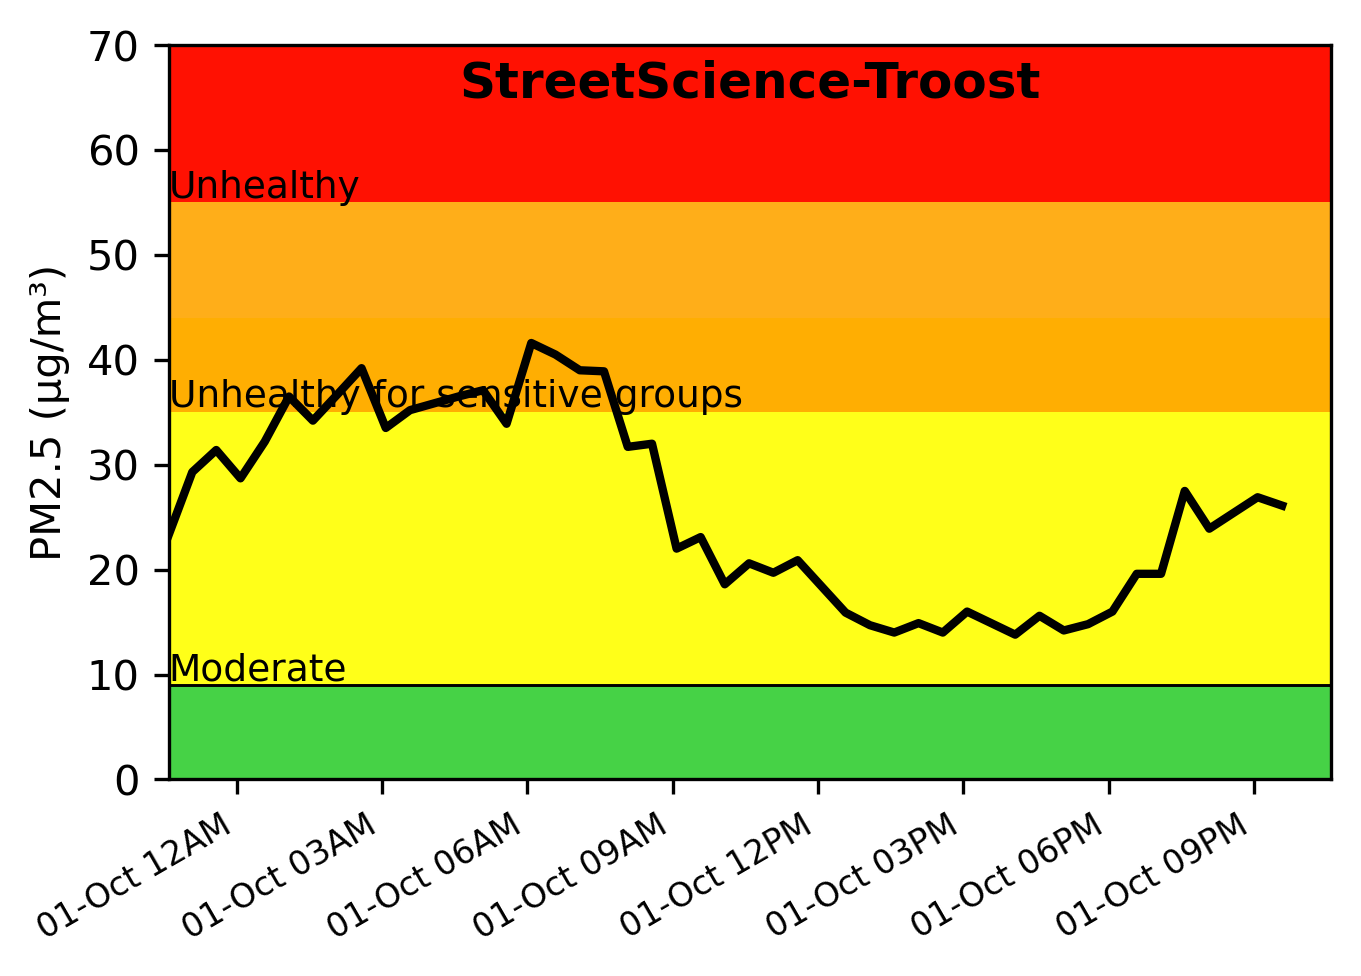 StreetScience-Troost
70
60
50
40
30
20
10
0
PM2.5 (μg/m³)
Unhealthy
Unhealthy for sensitive groups
Moderate
01-Oct 12AM
01-Oct 03AM
01-Oct 06AM
01-Oct 09AM
01-Oct 12PM
01-Oct 03PM
01-Oct 06PM
01-Oct 09PM